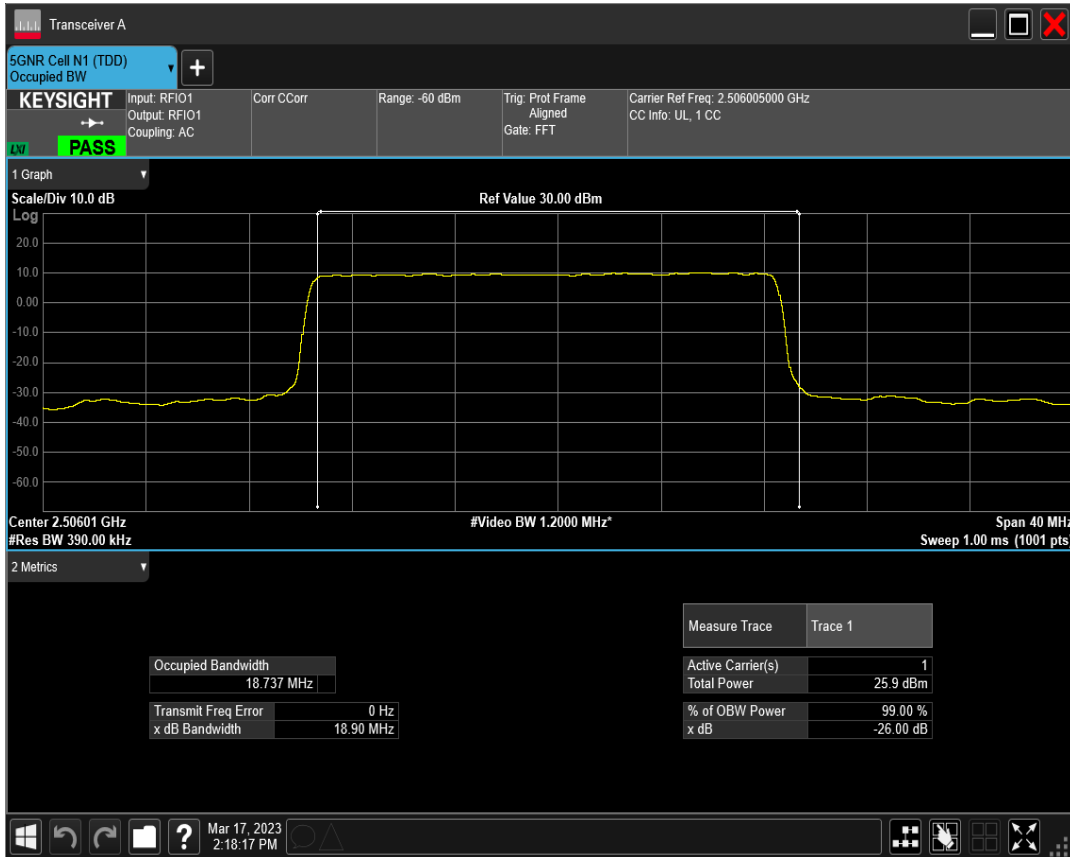 Transceiver A
5GNR Cell N1 (TDD)
Occupied BW
+
KEYSIGHT
LXI
PASS
Input: RFIO1
Output: RFIO1
Coupling: AC
Corr CCorr
Range: -60 dBm
Trig: Prot Frame
Aligned
Gate: FFT
Carrier Ref Freq: 2.506005000 GHz
CC Info: UL, 1 CC
1 Graph
Scale/Div 10.0 dB
Ref Value 30.00 dBm
Log
20.0
10.0
0.00
-10.0
-20.0
-30.0
-40.0
-50.0
-60.0
Center 2.50601 GHz
#Video BW 1.2000 MHz*
Span 40 MHz
#Res BW 390.00 kHz
Sweep 1.00 ms (1001 pts)
2 Metrics
Measure Trace Trace 1
Occupied Bandwidth
18.737 MHz
Active Carrier(s) 1
Total Power 25.9 dBm
Transmit Freq Error 0 Hz
x dB Bandwidth 18.90 MHz
% of OBW Power 99.00 %
x dB -26.00 dB
?
Mar 17, 2023
2:18:17 PM